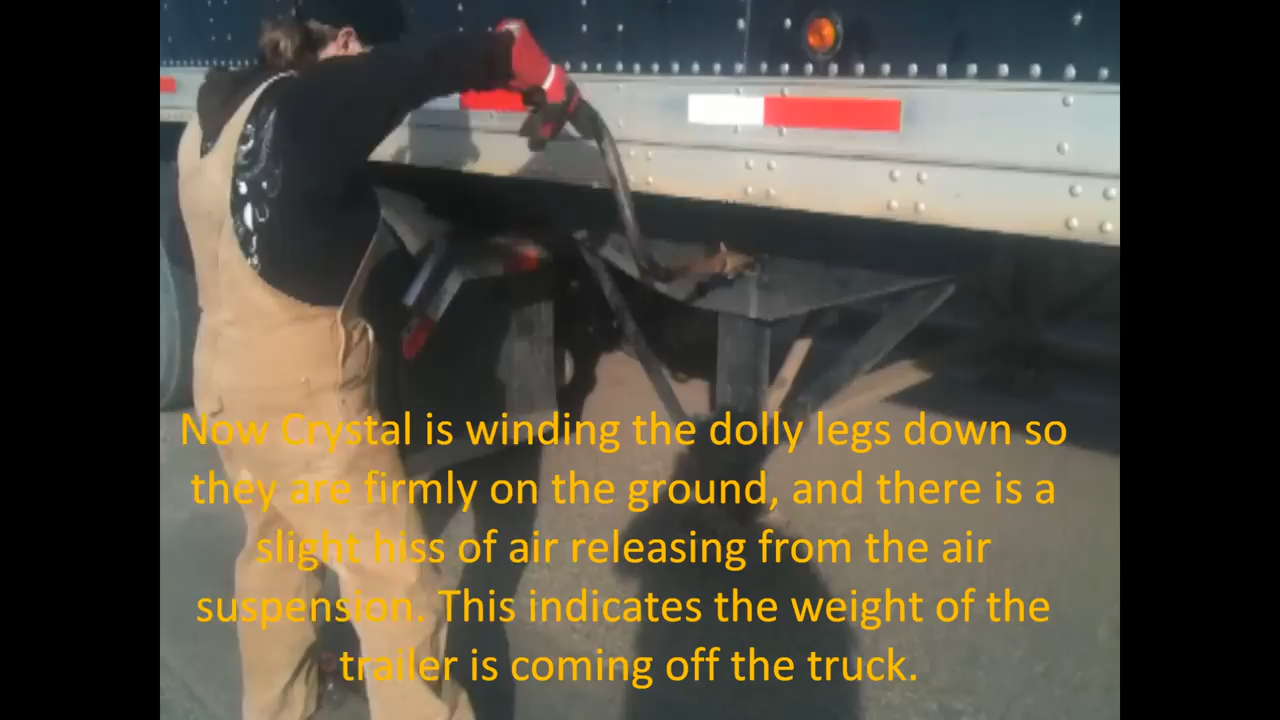 Now Crystal is winding the dolly legs down so
they are firmly on the ground, and there is a
slight hiss of air releasing from the air
suspension. This indicates the weight of the
trailer is coming off the truck.